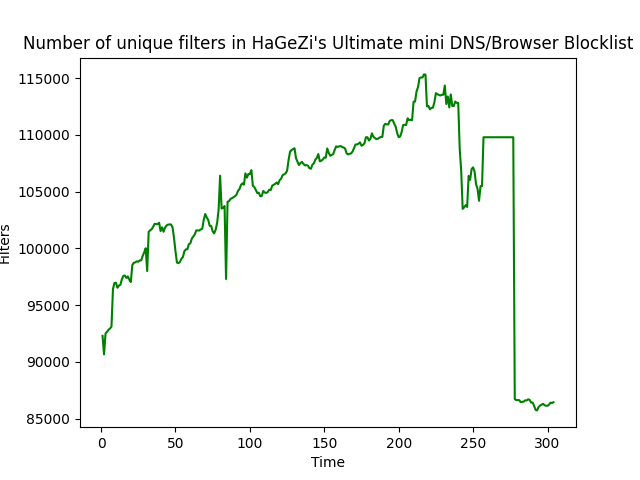 Number of unique filters in HaGeZi's Ultimate mini DNS/Browser Blocklist
115000
110000
105000
100000
95000
90000
85000
Filters
0 50 100 150 200 250 300
Time